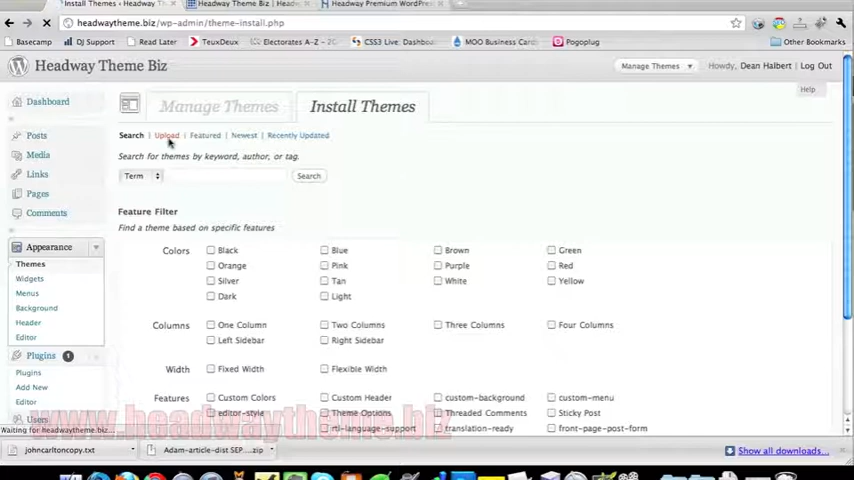 Install Themes ‹ Headway Th
Headway Theme Biz | Headw
Headway Premium WordPre
headwaytheme.biz/wp-admin/theme-install.php
Basecamp DJ Support Read Later TeuxDeux Electorates A-Z - CSS3 Live: Dashbo MOO Business Card Pogoplug Other Bookmarks
Headway Theme Biz Manage Themes Howdy, Dean Halbert | Log Out
Help
Dashboard
Posts
Media
Links
Pages
Comments
Appearance
Themes
Widgets
Menus
Background
Header
Editor
Plugins 1
Plugins
Add New
Editor
Users
Manage Themes Install Themes
Search | Upload | Featured | Newest | Recently Updated
Search for themes by keyword, author, or tag.
Term Search
Feature Filter
Find a theme based on specific features
Colors Black Blue Brown Green
Orange Pink Purple Red
Silver Tan White Yellow
Dark Light
Columns One Column Two Columns Three Columns Four Columns
Left Sidebar Right Sidebar
Width Fixed Width Flexible Width
Features Custom Colors Custom Header custom-background custom-menu
editor-style Theme Options Threaded Comments Sticky Post
rtl-language-support translation-ready front-page-post-form
www.headwaytheme.biz
Waiting for headwaytheme.biz...
johncarltoncopy.txt Adam-article-dist SEP....zip Show all downloads...